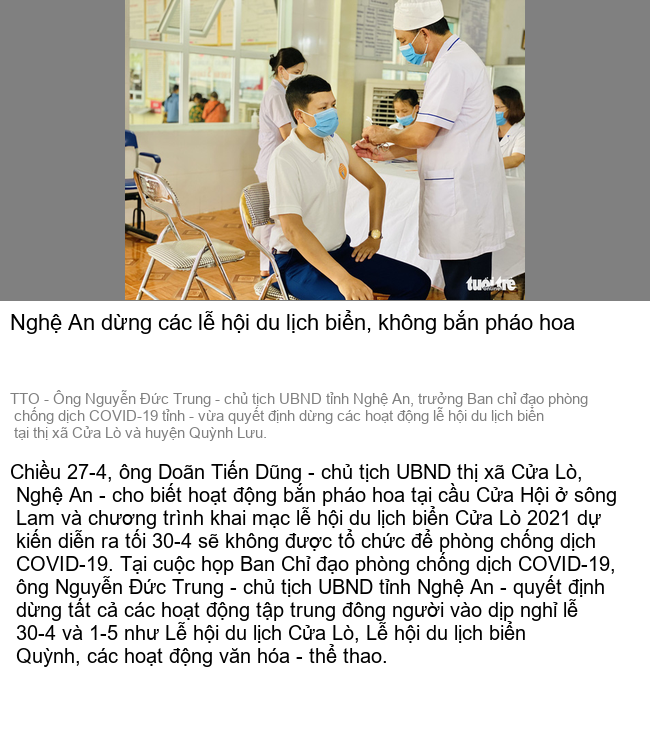 tuổi trẻ
Nghệ An dừng các lễ hội du lịch biển, không bắn pháo hoa
TTO - Ông Nguyễn Đức Trung - chủ tịch UBND tỉnh Nghệ An, trưởng Ban chỉ đạo phòng
chống dịch COVID-19 tỉnh - vừa quyết định dừng các hoạt động lễ hội du lịch biển
tại thị xã Cửa Lò và huyện Quỳnh Lưu.
Chiều 27-4, ông Doãn Tiến Dũng - chủ tịch UBND thị xã Cửa Lò,
Nghệ An - cho biết hoạt động bắn pháo hoa tại cầu Cửa Hội ở sông
Lam và chương trình khai mạc lễ hội du lịch biển Cửa Lò 2021 dự
kiến diễn ra tối 30-4 sẽ không được tổ chức để phòng chống dịch
COVID-19. Tại cuộc họp Ban Chỉ đạo phòng chống dịch COVID-19,
ông Nguyễn Đức Trung - chủ tịch UBND tỉnh Nghệ An - quyết định
dừng tất cả các hoạt động tập trung đông người vào dịp nghỉ lễ
30-4 và 1-5 như Lễ hội du lịch Cửa Lò, Lễ hội du lịch biển
Quỳnh, các hoạt động văn hóa - thể thao.